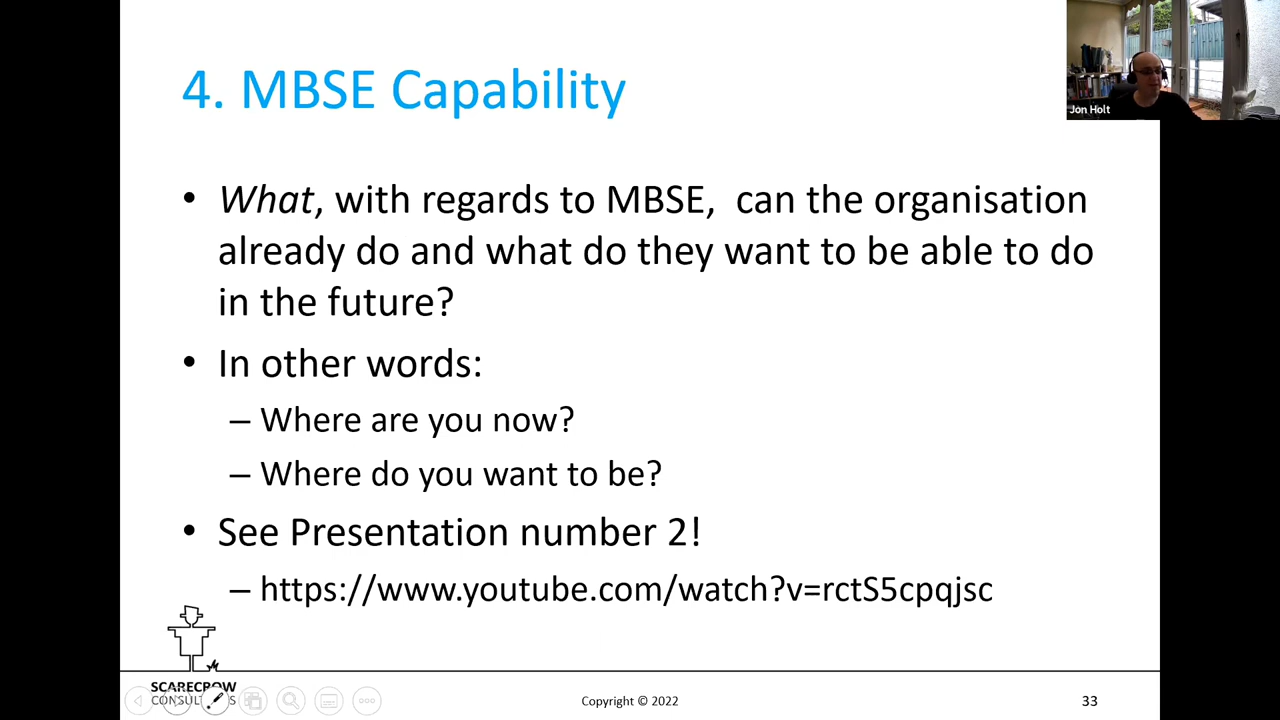 4. MBSE Capability
Jon Holt
• What, with regards to MBSE, can the organisation
already do and what do they want to be able to do
in the future?
• In other words:
– Where are you now?
– Where do you want to be?
• See Presentation number 2!
– https://www.youtube.com/watch?v=rctS5cpqjsc
SCARECROW
CONSULTANTS
Copyright © 2022
33